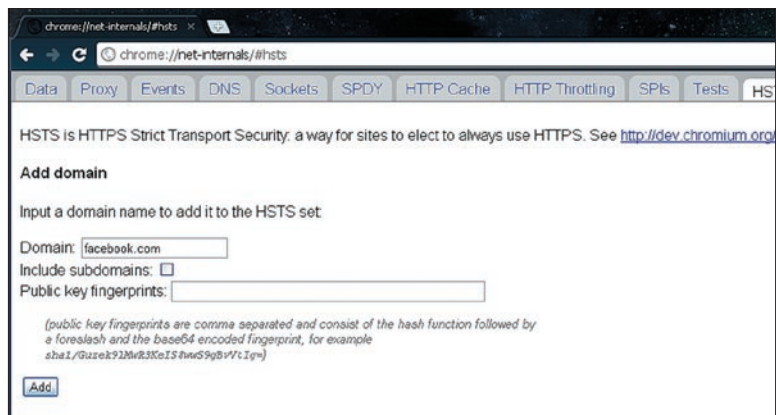 chrome://net-internals/#hsts
chrome://net-internals/#hsts
Data Proxy Events DNS Sockets SPDY HTTP Cache HTTP Throttling SPIs Tests HS
HSTS is HTTPS Strict Transport Security: a way for sites to elect to always use HTTPS. See http://dev.chromium.org/
Add domain
Input a domain name to add it to the HSTS set:
Domain: facebook.com
Include subdomains:
Public key fingerprints:
(public key fingerprints are comma separated and consist of the hash function followed by
a foreslash and the base64 encoded fingerprint, for example
Add